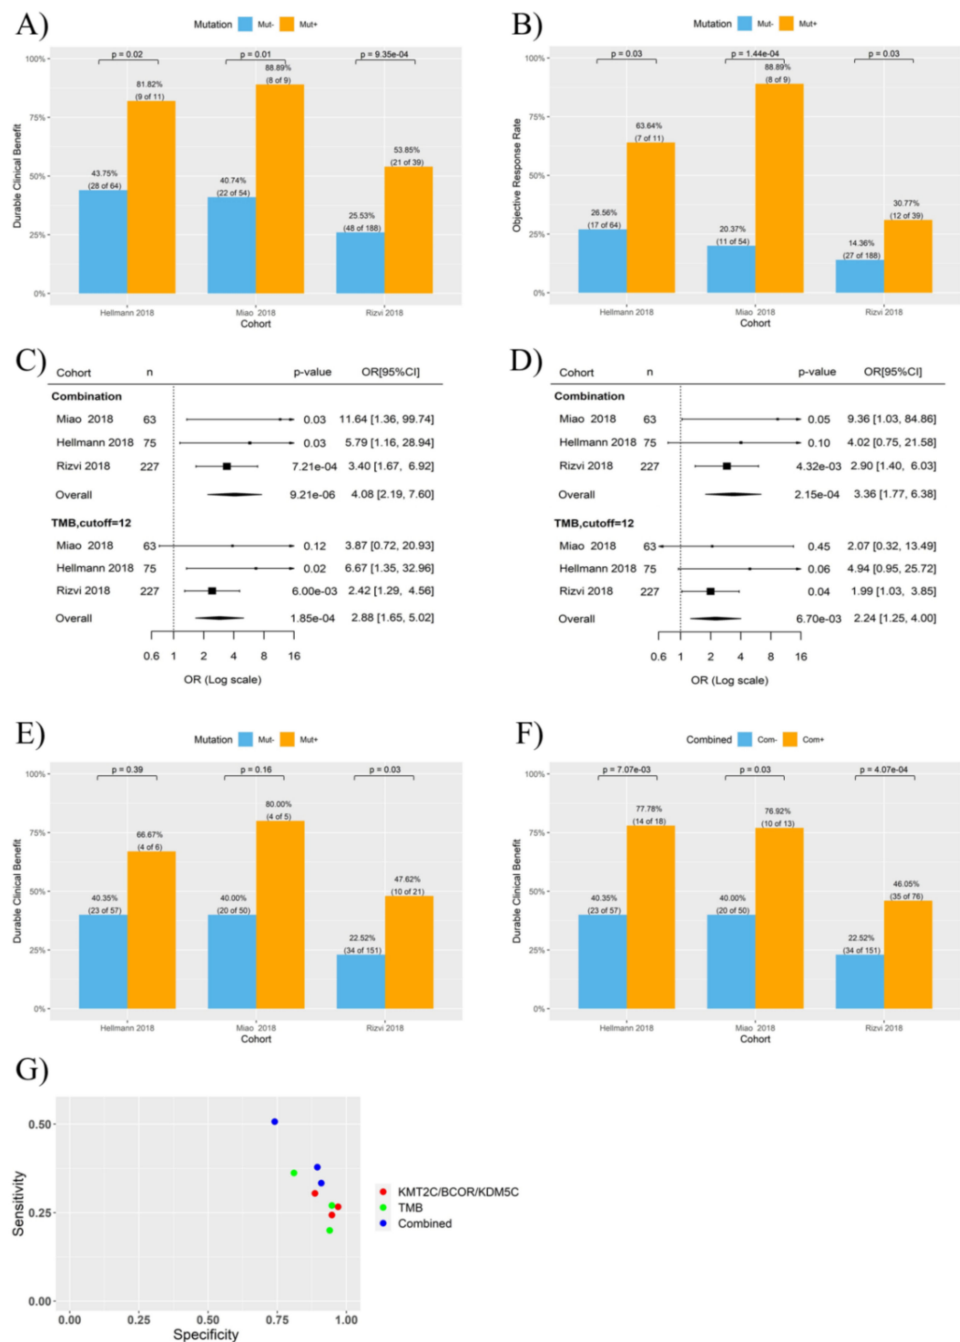 A)
Mutation Mut- Mut+
p = 0.02 p = 0.01 p = 9.35e-04
100%
75%
50%
25%
0%
Durable Clinical Benefit
43.75%
(28 of 64)
81.82%
(9 of 11)
40.74%
(22 of 54)
88.89%
(8 of 9)
25.53%
(48 of 188)
53.85%
(21 of 39)
Hellmann 2018 Miao 2018 Rizvi 2018
Cohort
B)
Mutation Mut- Mut+
p = 0.03 p = 1.44e-04 p = 0.03
100%
75%
50%
25%
0%
Objective Response Rate
26.56%
(17 of 64)
63.64%
(7 of 11)
20.37%
(11 of 54)
88.89%
(8 of 9)
14.36%
(27 of 188)
30.77%
(12 of 39)
Hellmann 2018 Miao 2018 Rizvi 2018
Cohort
C)
Cohort n p-value OR[95%CI]
Combination
Miao 2018 63 0.03 11.64 [1.36, 99.74]
Hellmann 2018 75 0.03 5.79 [1.16, 28.94]
Rizvi 2018 227 7.21e-04 3.40 [1.67, 6.92]
Overall 9.21e-06 4.08 [2.19, 7.60]
TMB,cutoff=12
Miao 2018 63 0.12 3.87 [0.72, 20.93]
Hellmann 2018 75 0.02 6.67 [1.35, 32.96]
Rizvi 2018 227 6.00e-03 2.42 [1.29, 4.56]
Overall 1.85e-04 2.88 [1.65, 5.02]
0.6 1 2 4 8 16
OR (Log scale)
D)
Cohort n p-value OR[95%CI]
Combination
Miao 2018 63 0.05 9.36 [1.03, 84.86]
Hellmann 2018 75 0.10 4.02 [0.75, 21.58]
Rizvi 2018 227 4.32e-03 2.90 [1.40, 6.03]
Overall 2.15e-04 3.36 [1.77, 6.38]
TMB,cutoff=12
Miao 2018 63 0.45 2.07 [0.32, 13.49]
Hellmann 2018 75 0.06 4.94 [0.95, 25.72]
Rizvi 2018 227 0.04 1.99 [1.03, 3.85]
Overall 6.70e-03 2.24 [1.25, 4.00]
0.6 1 2 4 8 16
OR (Log scale)
E)
Mutation Mut- Mut+
p = 0.39 p = 0.16 p = 0.03
100%
75%
50%
25%
0%
Durable Clinical Benefit
40.35%
(23 of 57)
66.67%
(4 of 6)
40.00%
(20 of 50)
80.00%
(4 of 5)
22.52%
(34 of 151)
47.62%
(10 of 21)
Hellmann 2018 Miao 2018 Rizvi 2018
Cohort
F)
Combined Com- Com+
p = 7.07e-03 p = 0.03 p = 4.07e-04
100%
75%
50%
25%
0%
Durable Clinical Benefit
40.35%
(23 of 57)
77.78%
(14 of 18)
40.00%
(20 of 50)
76.92%
(10 of 13)
22.52%
(34 of 151)
46.05%
(35 of 76)
Hellmann 2018 Miao 2018 Rizvi 2018
Cohort
G)
0.50
0.25
0.00
Sensitivity
0.00 0.25 0.50 0.75 1.00
Specificity
KMT2C/BCOR/KDM5C
TMB
Combined